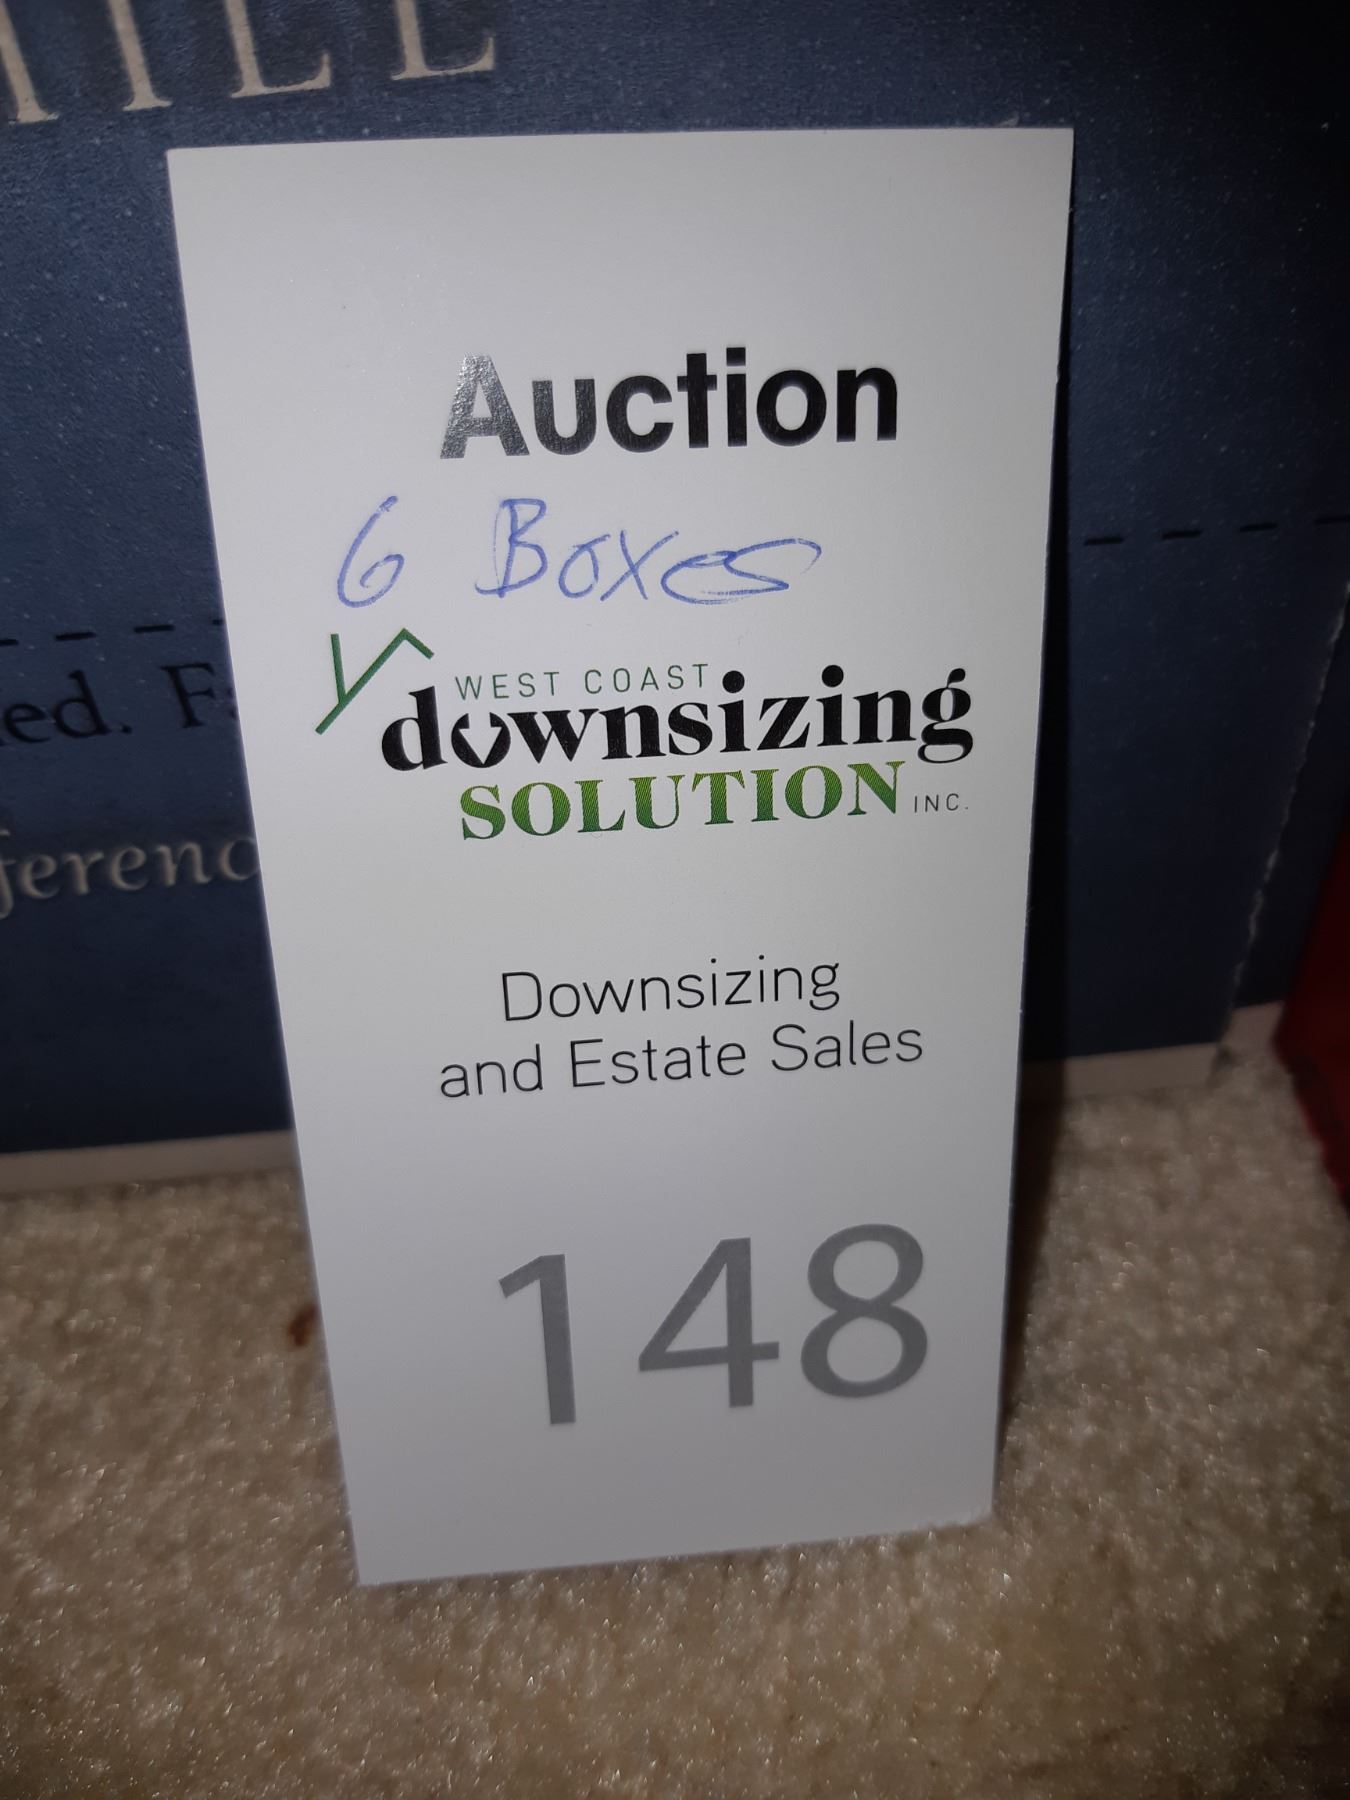 Auction
6 Boxes
WEST COAST
downsizing
SOLUTION INC.
Downsizing
and Estate Sales
148